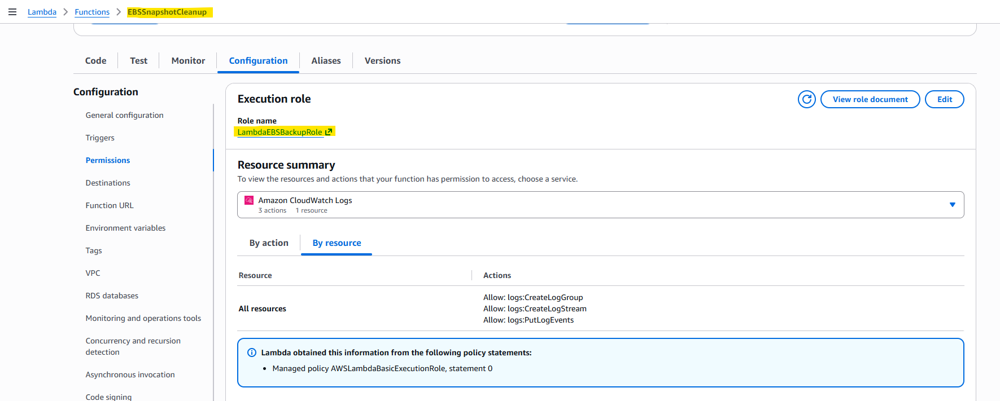 Lambda > Functions > EBSSnapshotCleanup
Code Test Monitor Configuration Aliases Versions
Configuration
General configuration
Triggers
Permissions
Destinations
Function URL
Environment variables
Tags
VPC
RDS databases
Monitoring and operations tools
Concurrency and recursion
detection
Asynchronous invocation
Code signing
Execution role
View role document Edit
Role name
LambdaEBSBackupRole
Resource summary
To view the resources and actions that your function has permission to access, choose a service.
Amazon CloudWatch Logs
3 actions 1 resource
By action By resource
Resource Actions
All resources
Allow: logs:CreateLogGroup
Allow: logs:CreateLogStream
Allow: logs:PutLogEvents
Lambda obtained this information from the following policy statements:
• Managed policy AWSLambdaBasicExecutionRole, statement 0